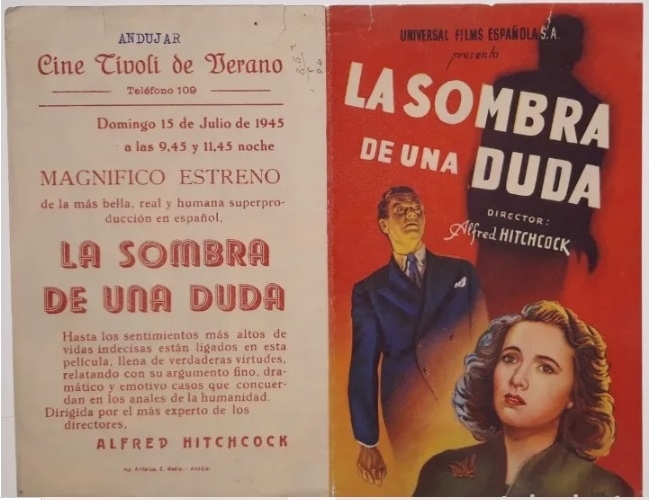 ANDUJAR
Cine Tívoli de Verano
Teléfono 109
Domingo 15 de Julio de 1945
a las 9,45 y 11,45 noche
MAGNIFICO ESTRENO
de la más bella, real y humana superpro-
ducción en español,
LA SOMBRA
DE UNA DUDA
Hasta los sentimientos más altos de
vidas indecisas están ligados en esta
película, llena de verdaderas virtudes,
relatando con su argumento fino, dra-
mático y emotivo casos que concuer-
dan en los anales de la humanidad.
Dirigida por el más experto de los
directores,
ALFRED HITCHCOCK
UNIVERSAL FILMS ESPAÑOLA, S.A.
presenta
LA SOMBRA
DE UNA DUDA
DIRECTOR:
Alfred HITCHCOCK